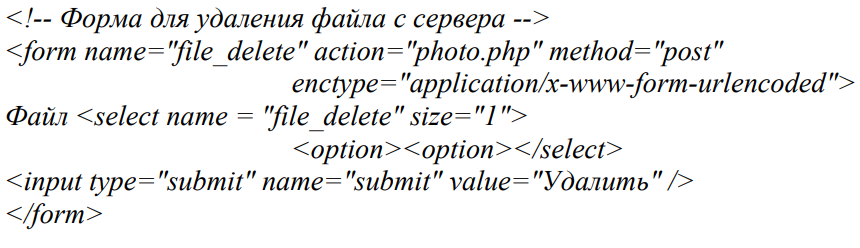 <!-- Форма для удаления файла с сервера -->
<form name="file_delete" action="photo.php" method="post"
enctype="application/x-www-form-urlencoded">
Файл <select name = "file_delete" size="1">
<option><option></select>
<input type="submit" name="submit" value="Удалить" />
</form>